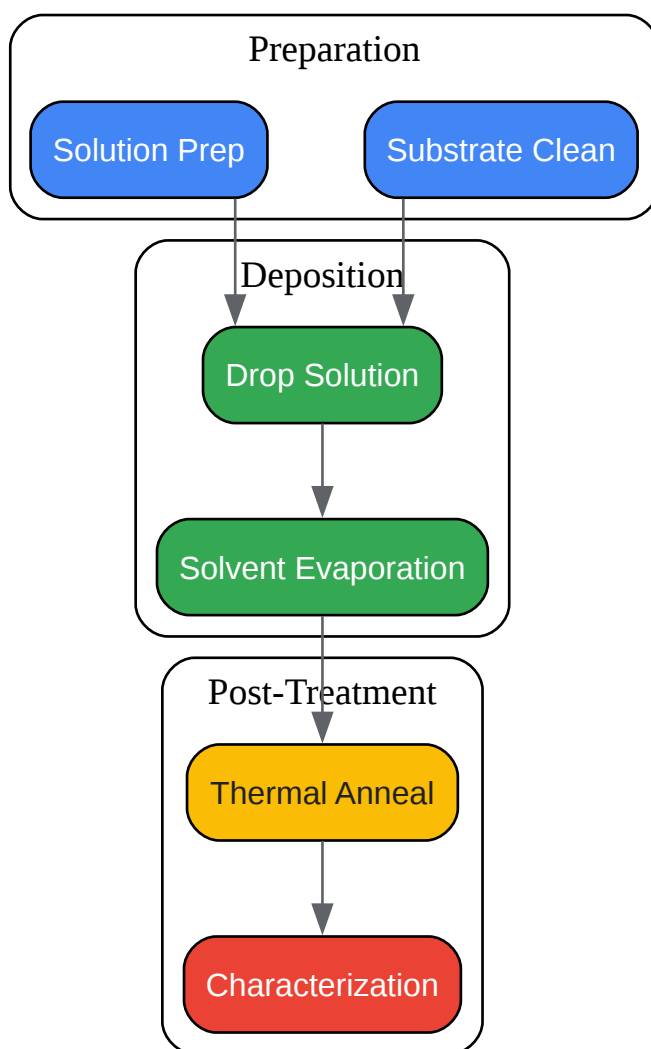 Preparation
Solution Prep
Substrate Clean
Deposition
Drop Solution
Solvent Evaporation
Post-Treatment
Thermal Anneal
Characterization